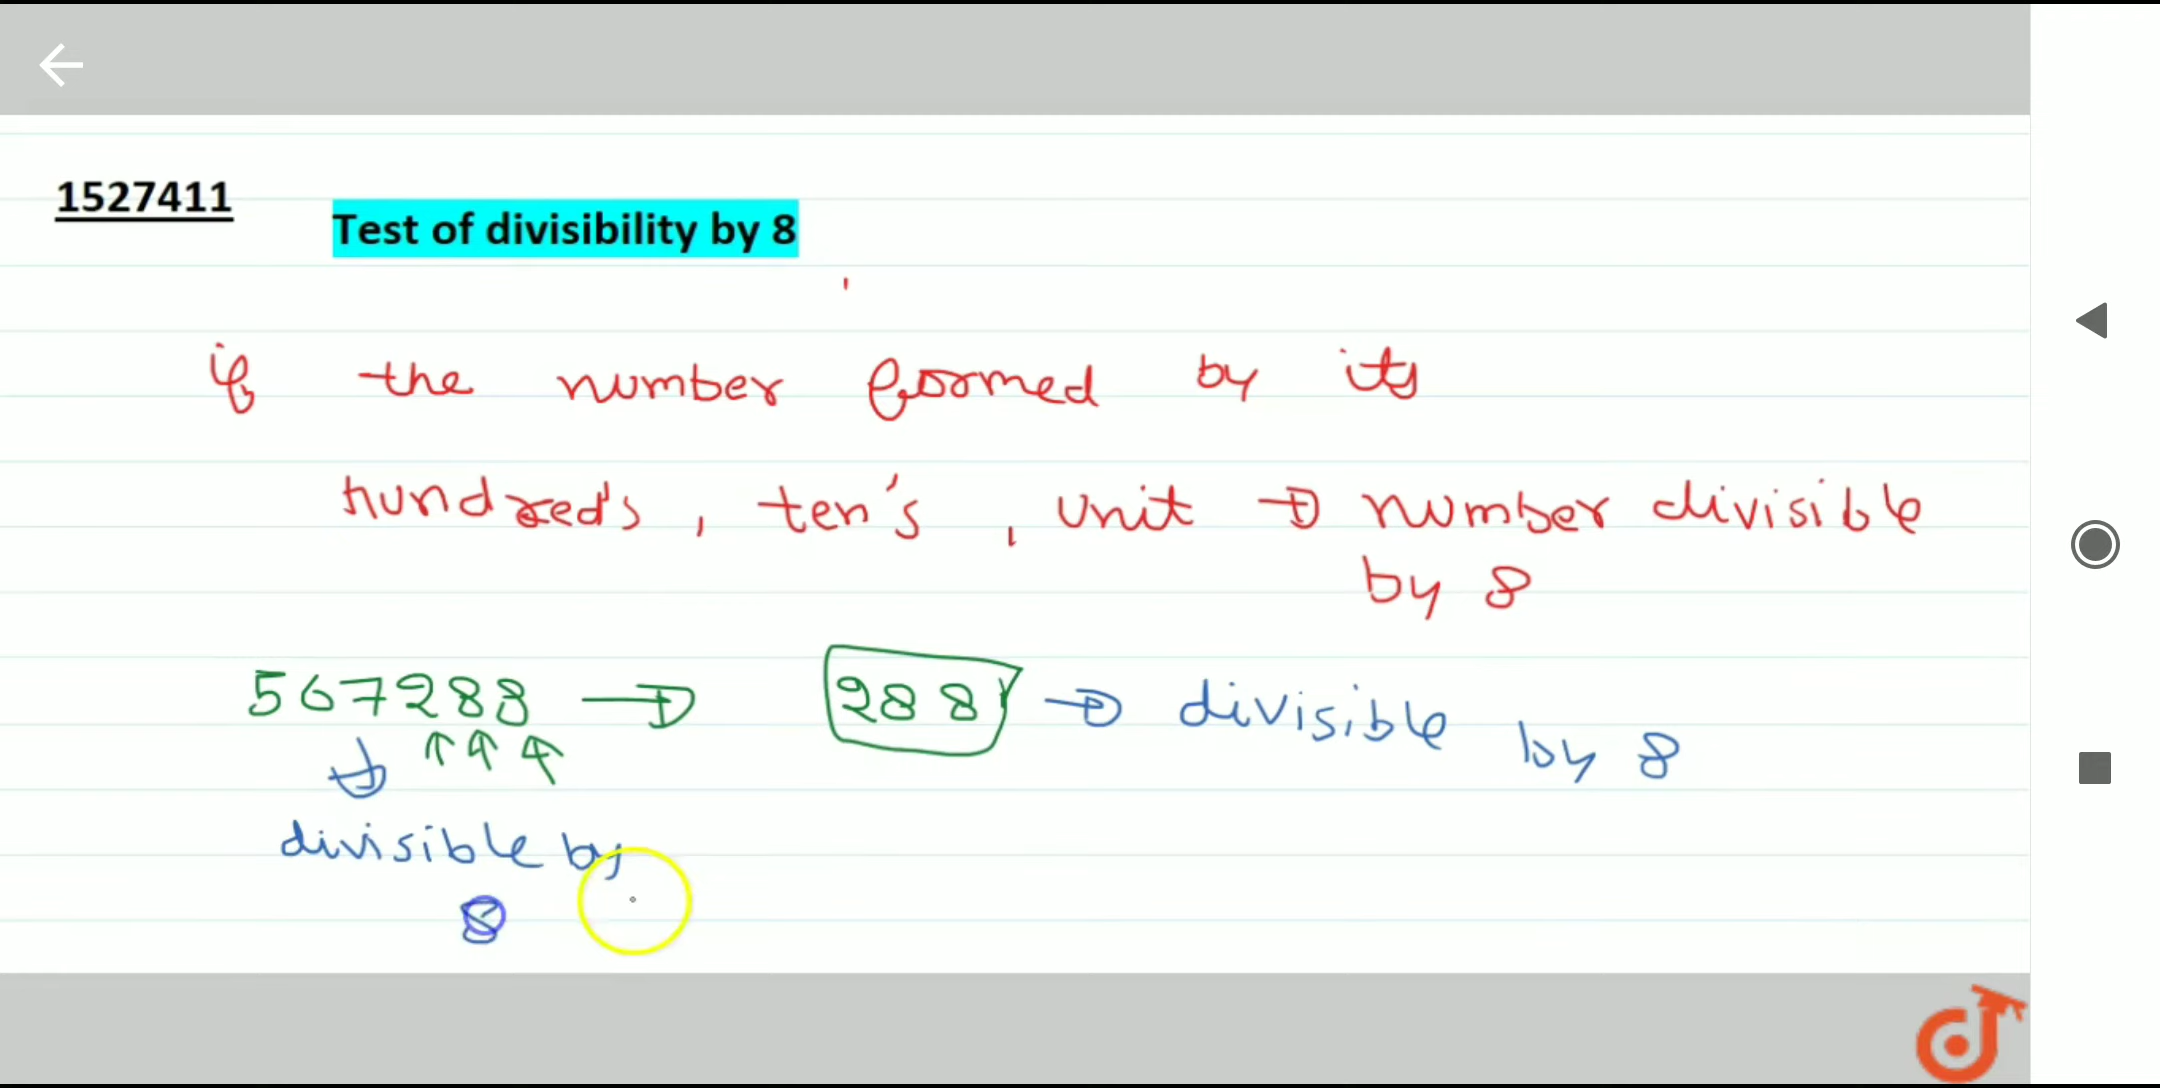 1527411
Test of divisibility by 8
if the number formed by its
hundred's, ten's, unit → number divisible
by 8
567288 → 288 → divisible by 8
divisible by
8